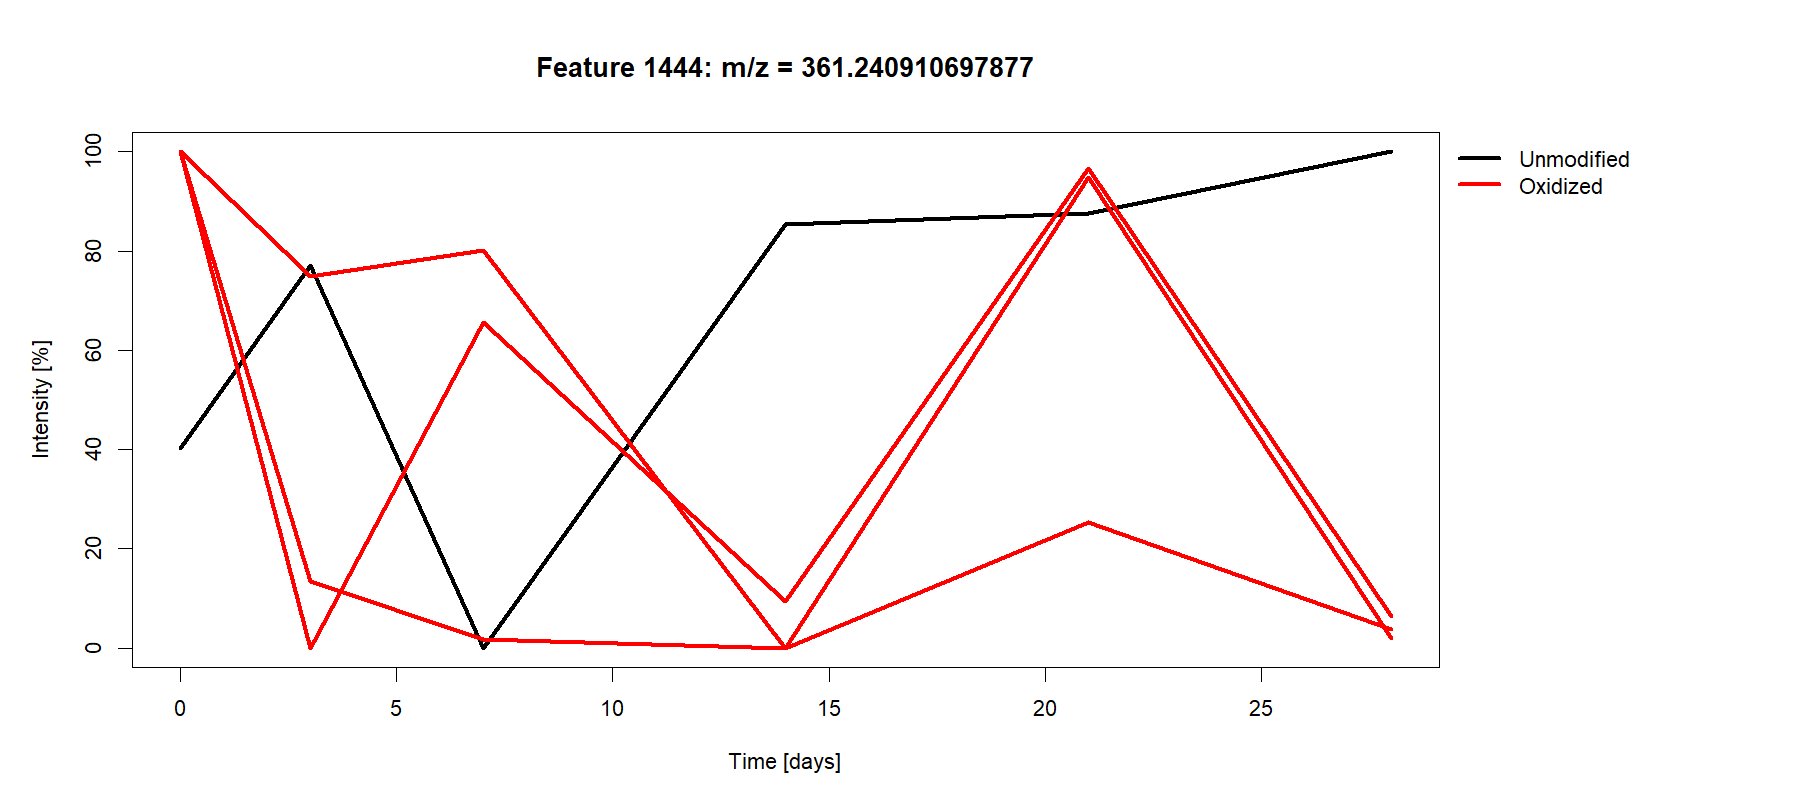 Feature 1444: m/z = 361.240910697877
Intensity [%]
100
80
60
40
20
0
0 5 10 15 20 25
Time [days]
Unmodified
Oxidized